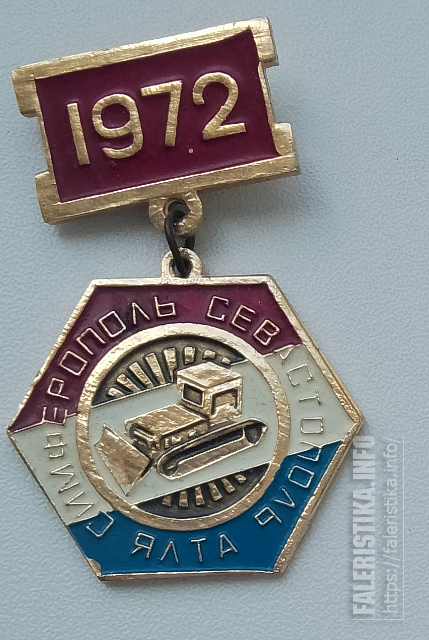 1972
СИМФЕРОПОЛЬ СЕВАСТОПОЛЬ
ЯЛТА
FALERISTIKA.INFO
https://faleristika.info/